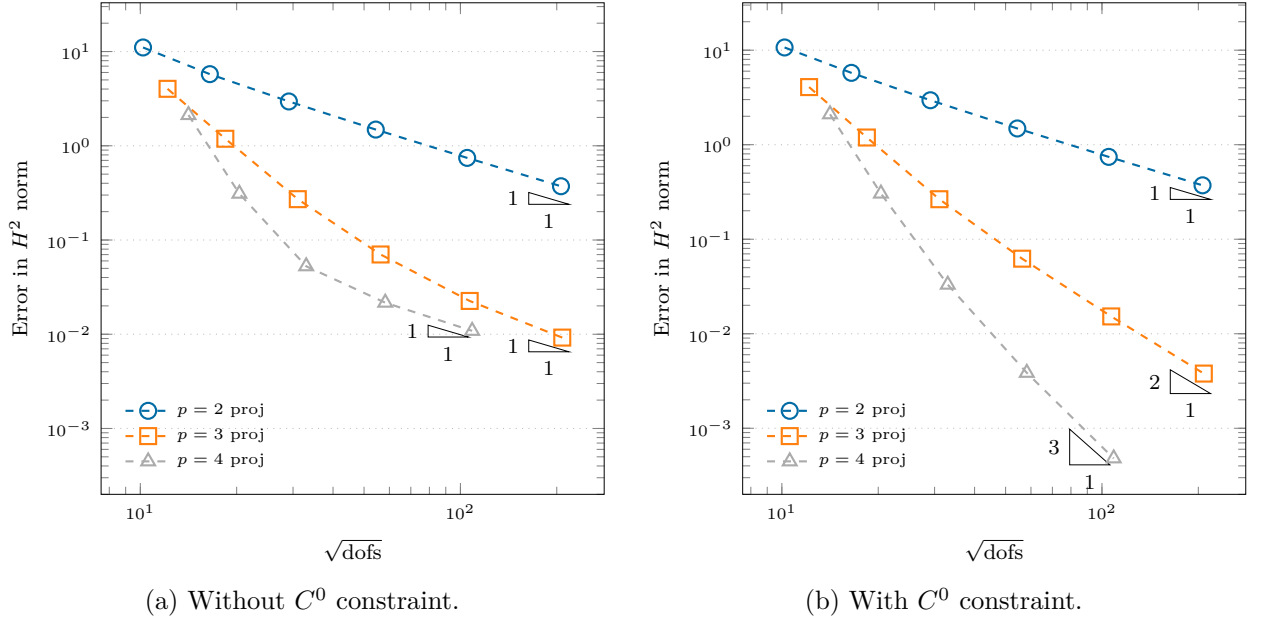 10^1
10^0
10^−1
10^−2
10^−3
Error in H^2 norm
1
1
1
1
1
1
p = 2 proj
p = 3 proj
p = 4 proj
10^1
10^2
√dofs
(a) Without C^0 constraint.
10^1
10^0
10^−1
10^−2
10^−3
Error in H^2 norm
1
1
2
1
3
1
p = 2 proj
p = 3 proj
p = 4 proj
10^1
10^2
√dofs
(b) With C^0 constraint.